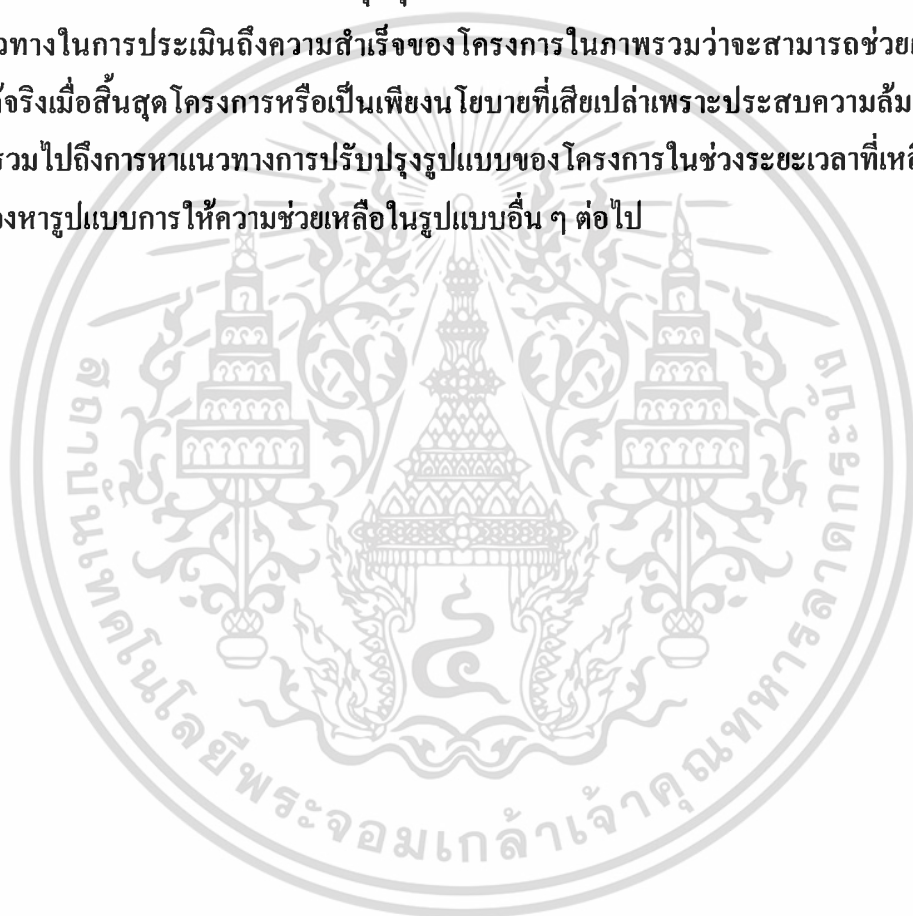 วทางในการประเมินถึงความสำเร็จของโครงการในภาพรวมว่าจะสามารถช่วยเ
จริงเมื่อสิ้นสุดโครงการหรือเป็นเพียงนโยบายที่เสียเปล่าเพราะประสบความล้ม
รวมไปถึงการหาแนวทางการปรับปรุงรูปแบบของโครงการในช่วงระยะเวลาที่เหลื
องหารูปแบบการให้ความช่วยเหลือในรูปแบบอื่น ๆ ต่อไป
สถาบันเทคโนโลยีพระจอมเกล้าเจ้าคุณทหารลาดกระบัง